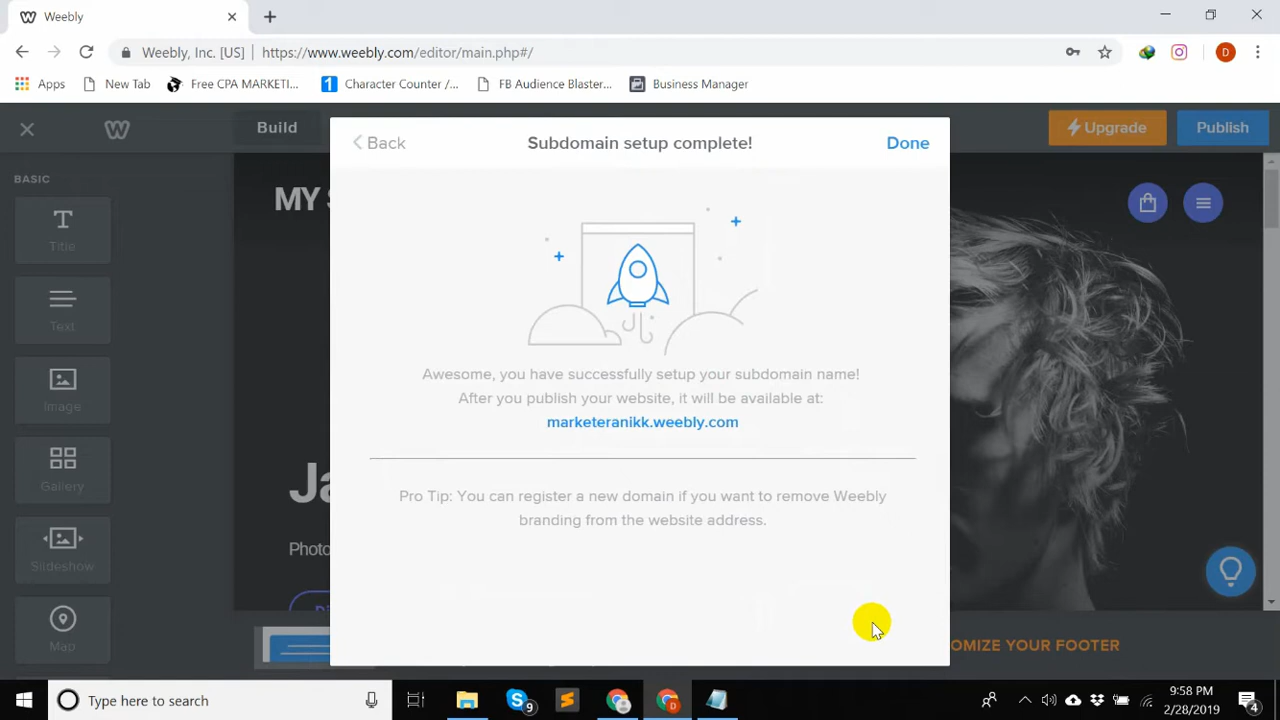 Weebly
Weebly, Inc. [US] | https://www.weebly.com/editor/main.php#/
Apps New Tab Free CPA MARKETI... Character Counter /... FB Audience Blaster... Business Manager
Build Upgrade Publish
Back Subdomain setup complete! Done
BASIC
Title
Text
Image
Gallery
Slideshow
Map
MY S
Ja
Photo
Di
Awesome, you have successfully setup your subdomain name!
After you publish your website, it will be available at:
marketeranikk.weebly.com
Pro Tip: You can register a new domain if you want to remove Weebly
branding from the website address.
OMIZE YOUR FOOTER
Type here to search
9
9:58 PM
2/28/2019
4